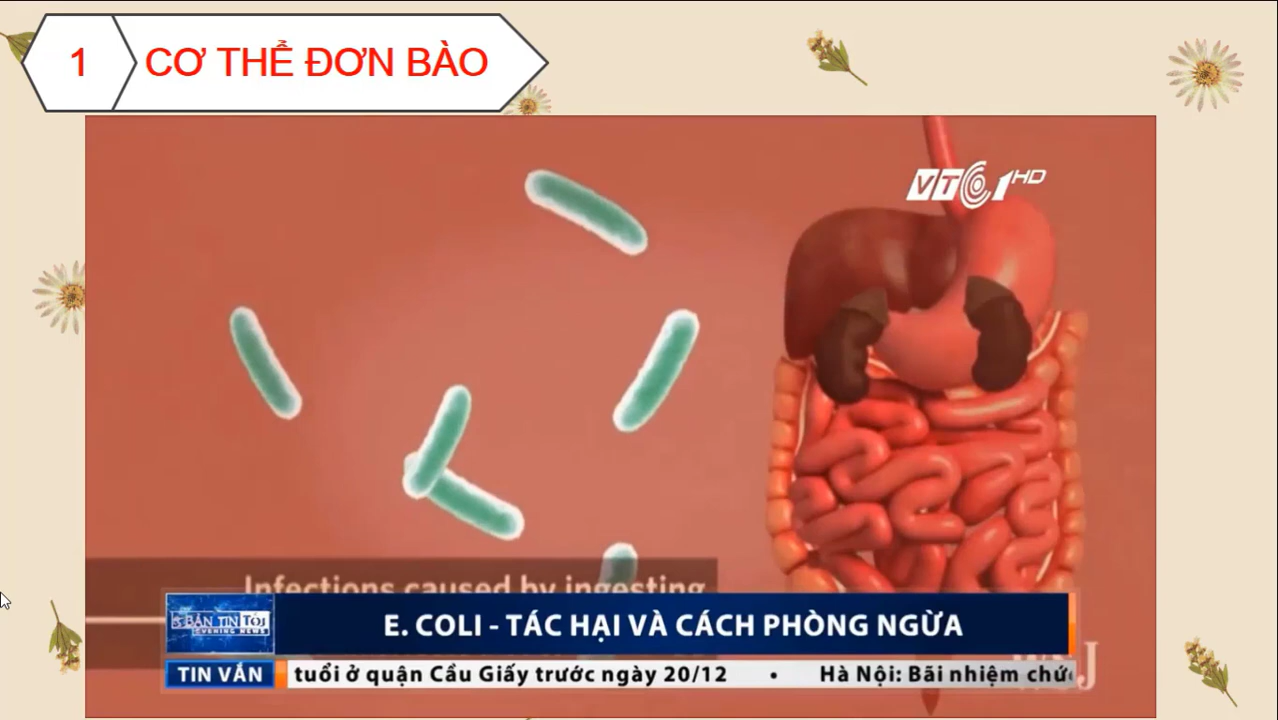 1 CƠ THỂ ĐƠN BÀO
VTC1 HD
Infections caused by ingesting
BẢN TIN TỐI
EVENING NEWS
E. COLI - TÁC HẠI VÀ CÁCH PHÒNG NGỪA
WSJ
TIN VẮN
tuổi ở quận Cầu Giấy trước ngày 20/12 • Hà Nội: Bãi nhiệm chức